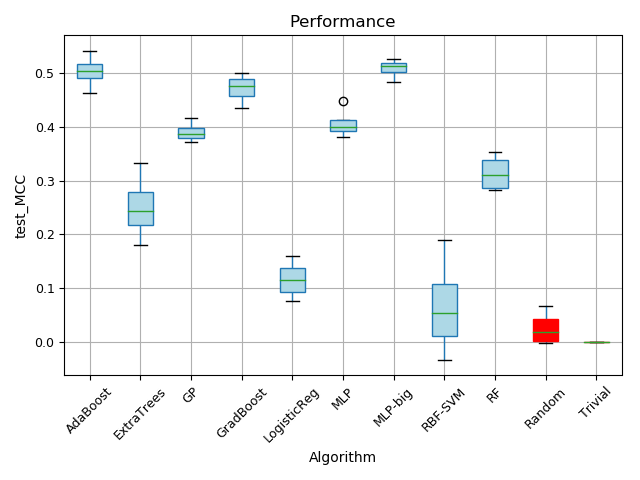 Performance
test_MCC
0.5
0.4
0.3
0.2
0.1
0.0
AdaBoost
ExtraTrees
GP
GradBoost
LogisticReg
MLP
MLP-big
RBF-SVM
RF
Random
Trivial
Algorithm